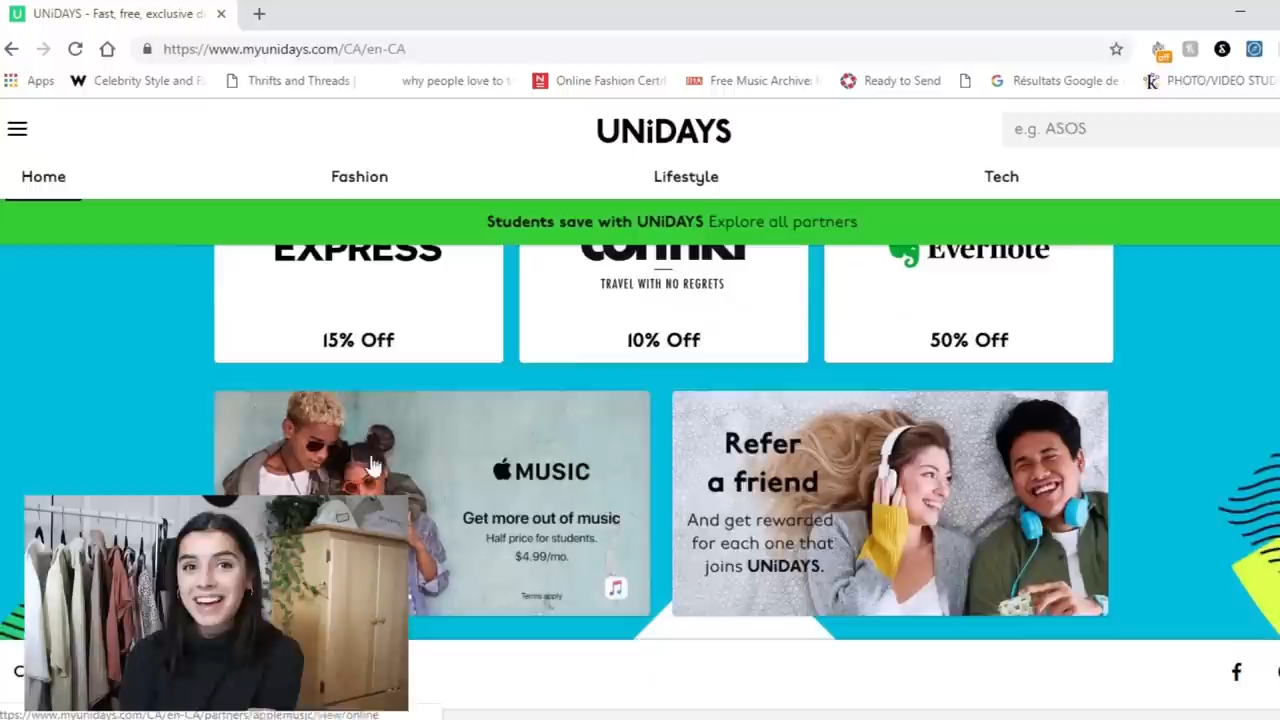 UNiDAYS - Fast, free, exclusive d
https://www.myunidays.com/CA/en-CA
off
Apps
Celebrity Style and F
Thrifts and Threads |
why people love to
Online Fashion Certi
Free Music Archive:
Ready to Send
Résultats Google de
PHOTO/VIDEO STUD
UNiDAYS
e.g. ASOS
Home
Fashion
Lifestyle
Tech
Students save with UNiDAYS Explore all partners
EXPRESS
Evernote
TRAVEL WITH NO REGRETS
15% Off
10% Off
50% Off
MUSIC
Get more out of music
Half price for students.
$4.99/mo.
Terms apply
Refer
a friend
And get rewarded
for each one that
joins UNiDAYS.
https://www.myunidays.com/CA/en-CA/partners/applemusic/view/online